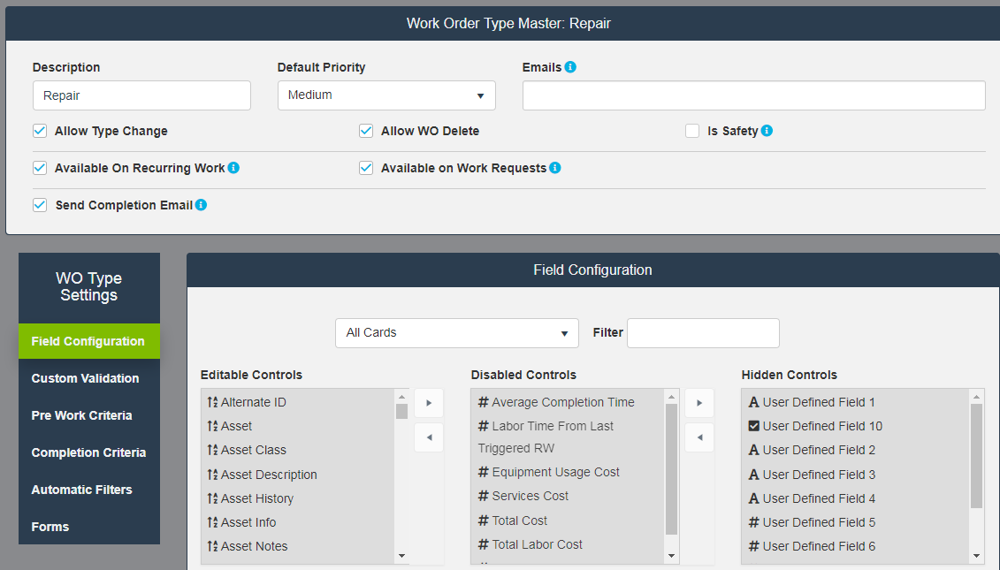 Work Order Type Master: Repair
Description
Default Priority
Emails
Repair
Medium
Allow Type Change
Allow WO Delete
Is Safety
Available On Recurring Work
Available on Work Requests
Send Completion Email
WO Type
Settings
Field Configuration
Custom Validation
Pre Work Criteria
Completion Criteria
Automatic Filters
Forms
Field Configuration
All Cards
Filter
Editable Controls
Alternate ID
Asset
Asset Class
Asset Description
Asset History
Asset Info
Asset Notes
Disabled Controls
# Average Completion Time
# Labor Time From Last
Triggered RW
# Equipment Usage Cost
# Services Cost
# Total Cost
# Total Labor Cost
Hidden Controls
A User Defined Field 1
User Defined Field 10
A User Defined Field 2
A User Defined Field 3
A User Defined Field 4
# User Defined Field 5
# User Defined Field 6